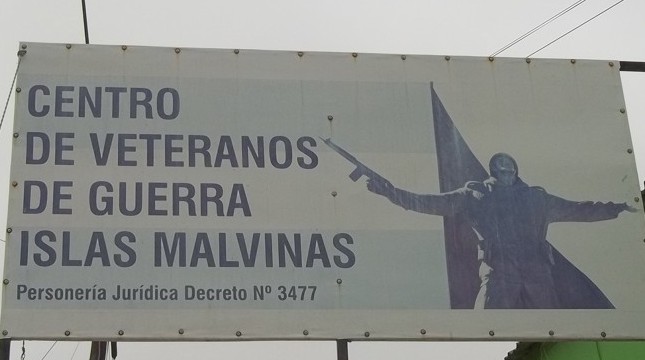 CENTRO
DE VETERANOS
DE GUERRA
ISLAS MALVINAS
Personería Jurídica Decreto Nº 3477